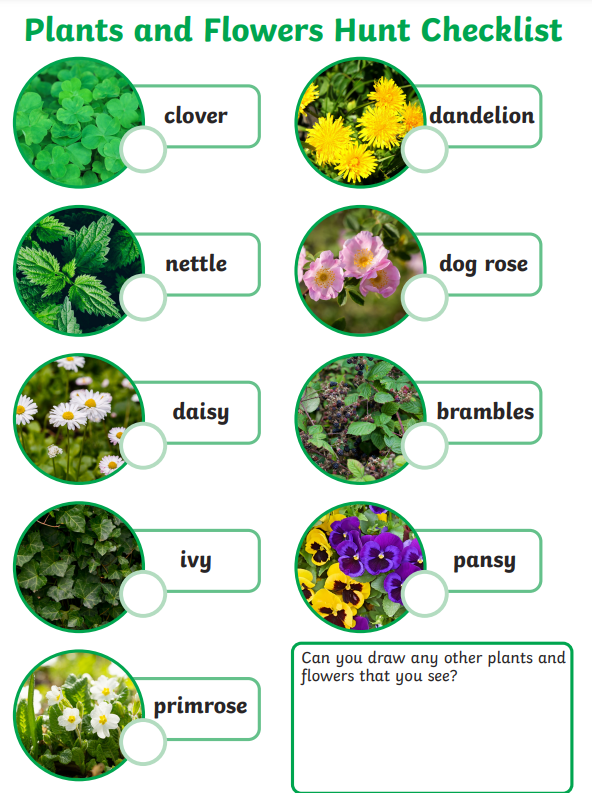 Plants and Flowers Hunt Checklist
clover
dandelion
nettle
dog rose
daisy
brambles
ivy
pansy
primrose
Can you draw any other plants and
flowers that you see?